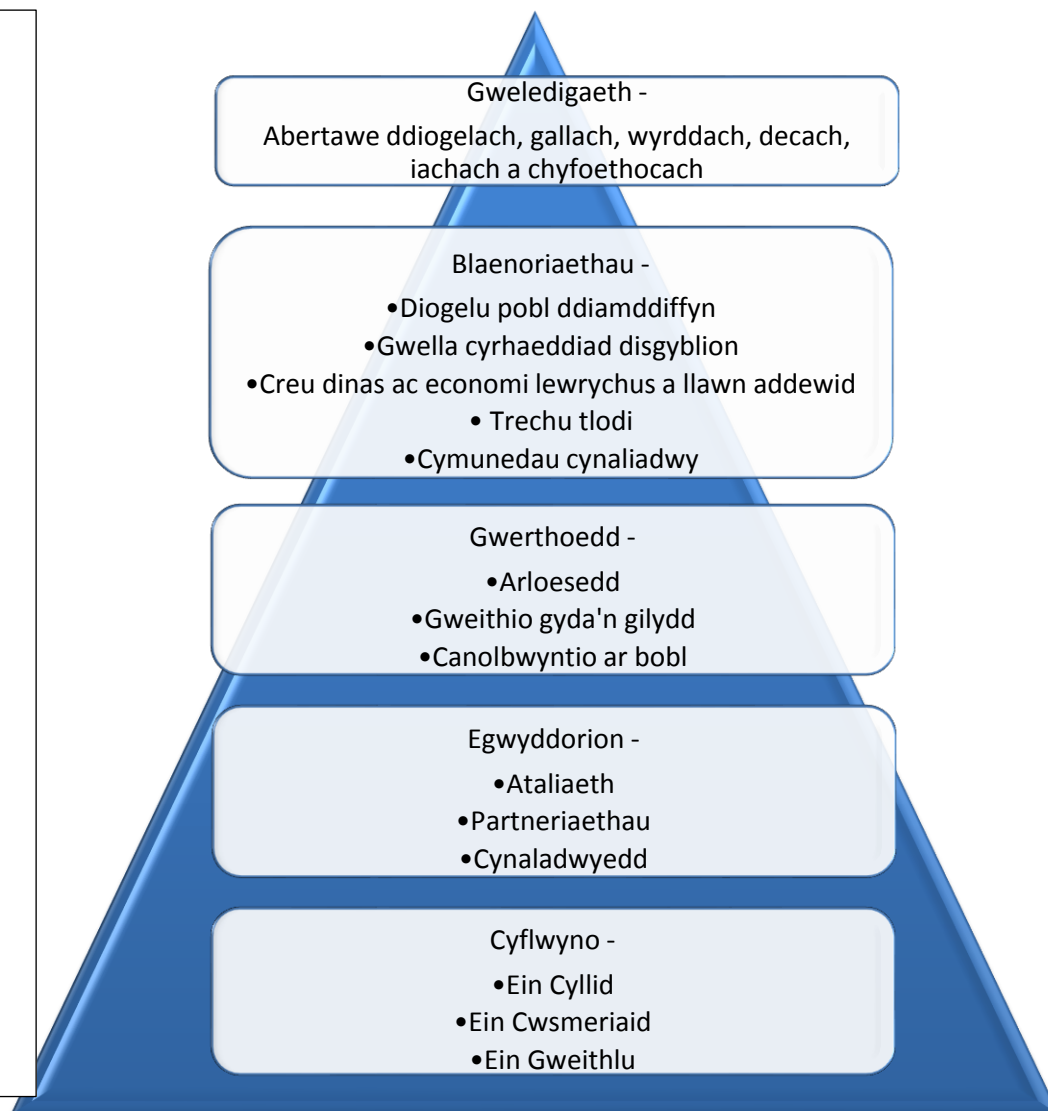 Gweledigaeth -
Abertawe ddiogelach, gallach, wyrddach, decach,
iachach a chyfoethocach
Blaenoriaethau -
•Diogelu pobl ddiamddiffyn
•Gwella cyrhaeddiad disgyblion
•Creu dinas ac economi lewrychus a llawn addewid
• Trechu tlodi
•Cymunedau cynaliadwy
Gwerthoedd -
•Arloesedd
•Gweithio gyda'n gilydd
•Canolbwyntio ar bobl
Egwyddorion -
•Ataliaeth
•Partneriaethau
•Cynaladwyedd
Cyflwyno -
•Ein Cyllid
•Ein Cwsmeriaid
•Ein Gweithlu